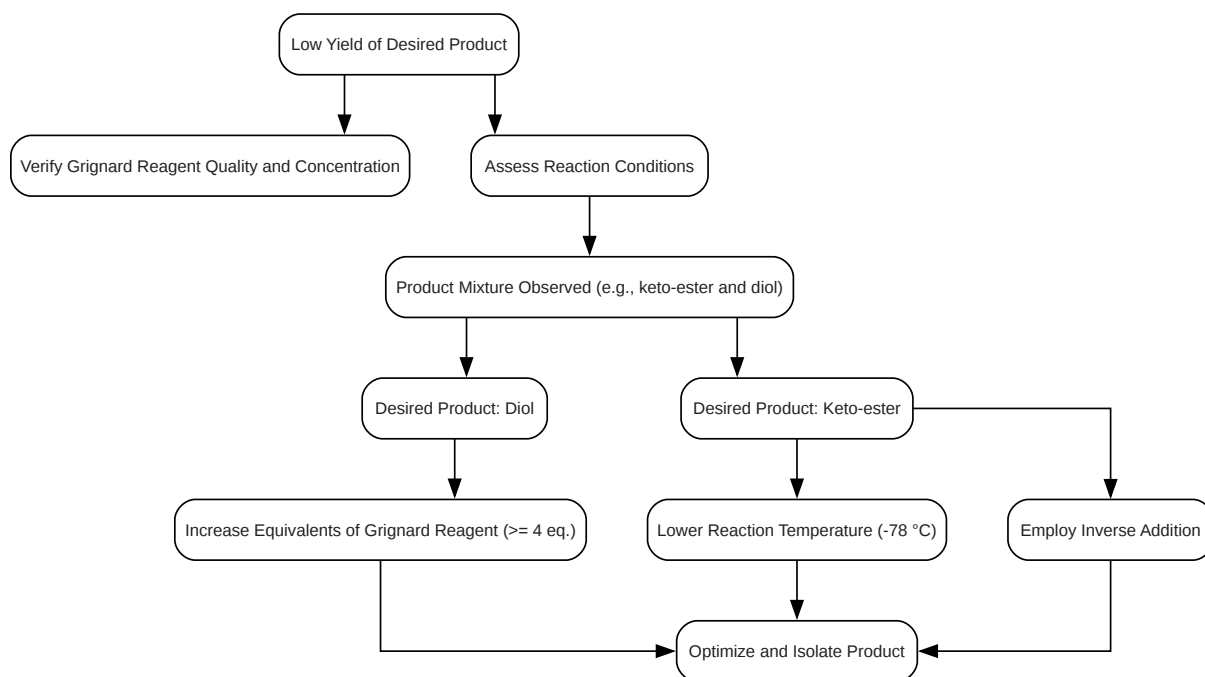 Low Yield of Desired Product
Verify Grignard Reagent Quality and Concentration
Assess Reaction Conditions
Product Mixture Observed (e.g., keto-ester and diol)
Desired Product: Diol
Desired Product: Keto-ester
Increase Equivalents of Grignard Reagent (>= 4 eq.)
Lower Reaction Temperature (-78 °C)
Employ Inverse Addition
Optimize and Isolate Product